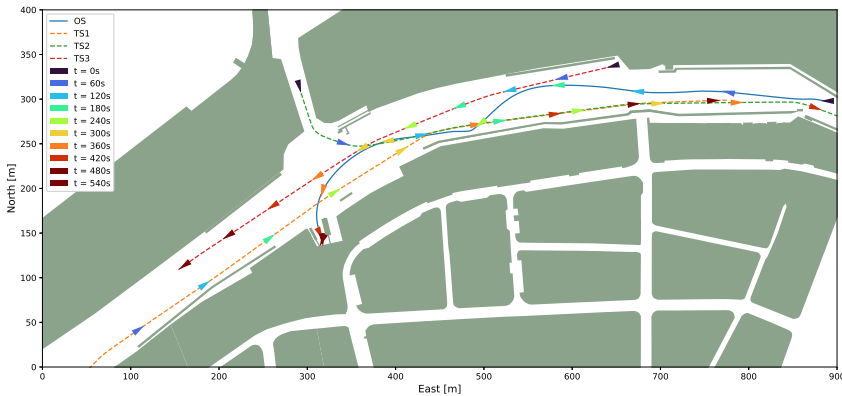 400
350
300
250
200
150
100
50
0
North [m]
OS
TS1
TS2
TS3
t = 0s
t = 60s
t = 120s
t = 180s
t = 240s
t = 300s
t = 360s
t = 420s
t = 480s
t = 540s
0 100 200 300 400 500 600 700 800 900
East [m]